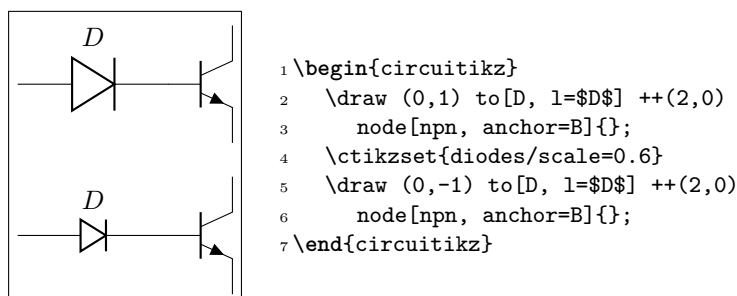 D
D
1 \begin{circuitikz}
2 \draw (0,1) to[D, l=$D$] ++(2,0)
3 node[npn, anchor=B]{};
4 \ctikzset{diodes/scale=0.6}
5 \draw (0,-1) to[D, l=$D$] ++(2,0)
6 node[npn, anchor=B]{};
7 \end{circuitikz}